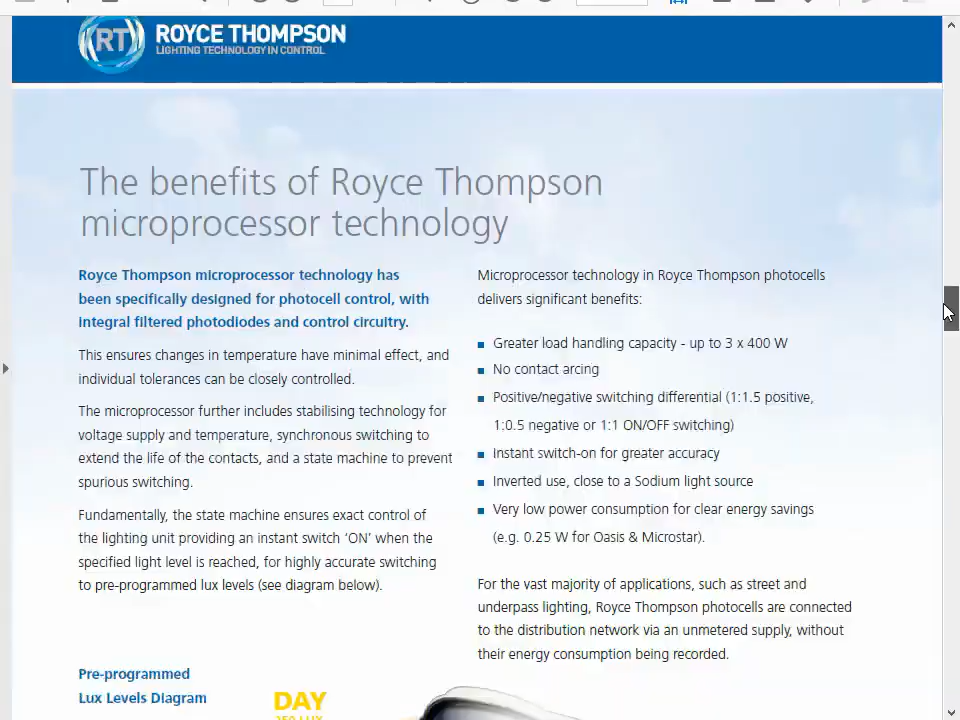 RT
ROYCE THOMPSON
LIGHTING TECHNOLOGY IN CONTROL
The benefits of Royce Thompson
microprocessor technology
Royce Thompson microprocessor technology has
been specifically designed for photocell control, with
integral filtered photodiodes and control circuitry.
This ensures changes in temperature have minimal effect, and
individual tolerances can be closely controlled.
The microprocessor further includes stabilising technology for
voltage supply and temperature, synchronous switching to
extend the life of the contacts, and a state machine to prevent
spurious switching.
Fundamentally, the state machine ensures exact control of
the lighting unit providing an instant switch ‘ON’ when the
specified light level is reached, for highly accurate switching
to pre-programmed lux levels (see diagram below).
Pre-programmed
Lux Levels Diagram
DAY
Microprocessor technology in Royce Thompson photocells
delivers significant benefits:
Greater load handling capacity - up to 3 x 400 W
No contact arcing
Positive/negative switching differential (1:1.5 positive,
1:0.5 negative or 1:1 ON/OFF switching)
Instant switch-on for greater accuracy
Inverted use, close to a Sodium light source
Very low power consumption for clear energy savings
(e.g. 0.25 W for Oasis & Microstar).
For the vast majority of applications, such as street and
underpass lighting, Royce Thompson photocells are connected
to the distribution network via an unmetered supply, without
their energy consumption being recorded.